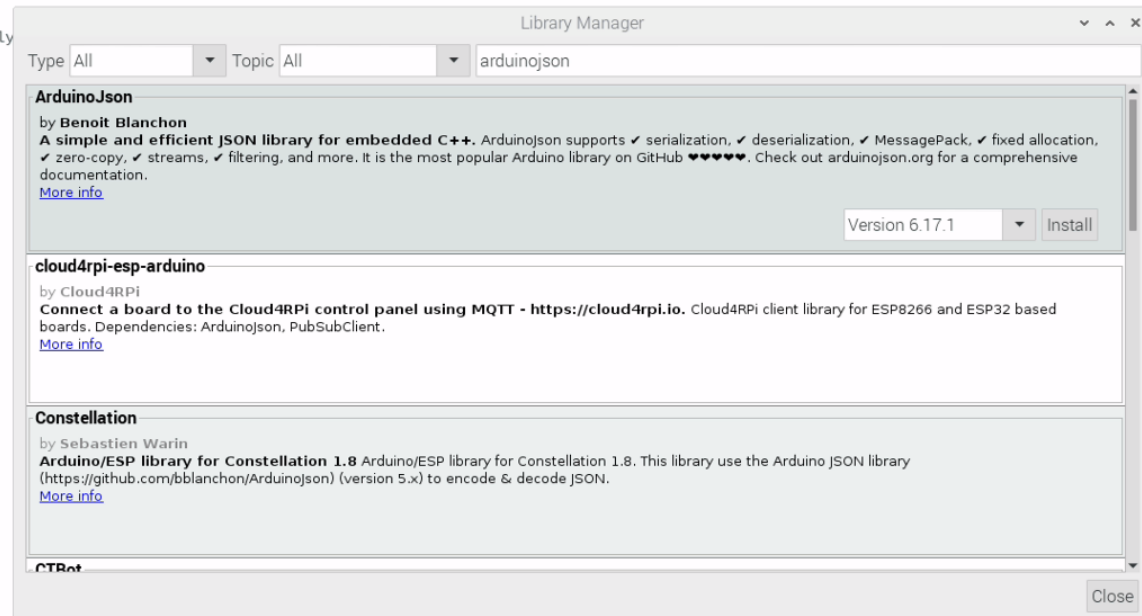 Library Manager
ly
Type All Topic All arduinojson
ArduinoJson
by Benoit Blanchon
A simple and efficient JSON library for embedded C++. ArduinoJson supports ✔ serialization, ✔ deserialization, ✔ MessagePack, ✔ fixed allocation,
✔ zero-copy, ✔ streams, ✔ filtering, and more. It is the most popular Arduino library on GitHub ❤❤❤❤❤. Check out arduinojson.org for a comprehensive
documentation.
More info
Version 6.17.1 Install
cloud4rpi-esp-arduino
by Cloud4RPi
Connect a board to the Cloud4RPi control panel using MQTT - https://cloud4rpi.io. Cloud4RPi client library for ESP8266 and ESP32 based
boards. Dependencies: ArduinoJson, PubSubClient.
More info
Constellation
by Sebastien Warin
Arduino/ESP library for Constellation 1.8 Arduino/ESP library for Constellation 1.8. This library use the Arduino JSON library
(https://github.com/bblanchon/ArduinoJson) (version 5.x) to encode & decode JSON.
More info
CTBot
Close